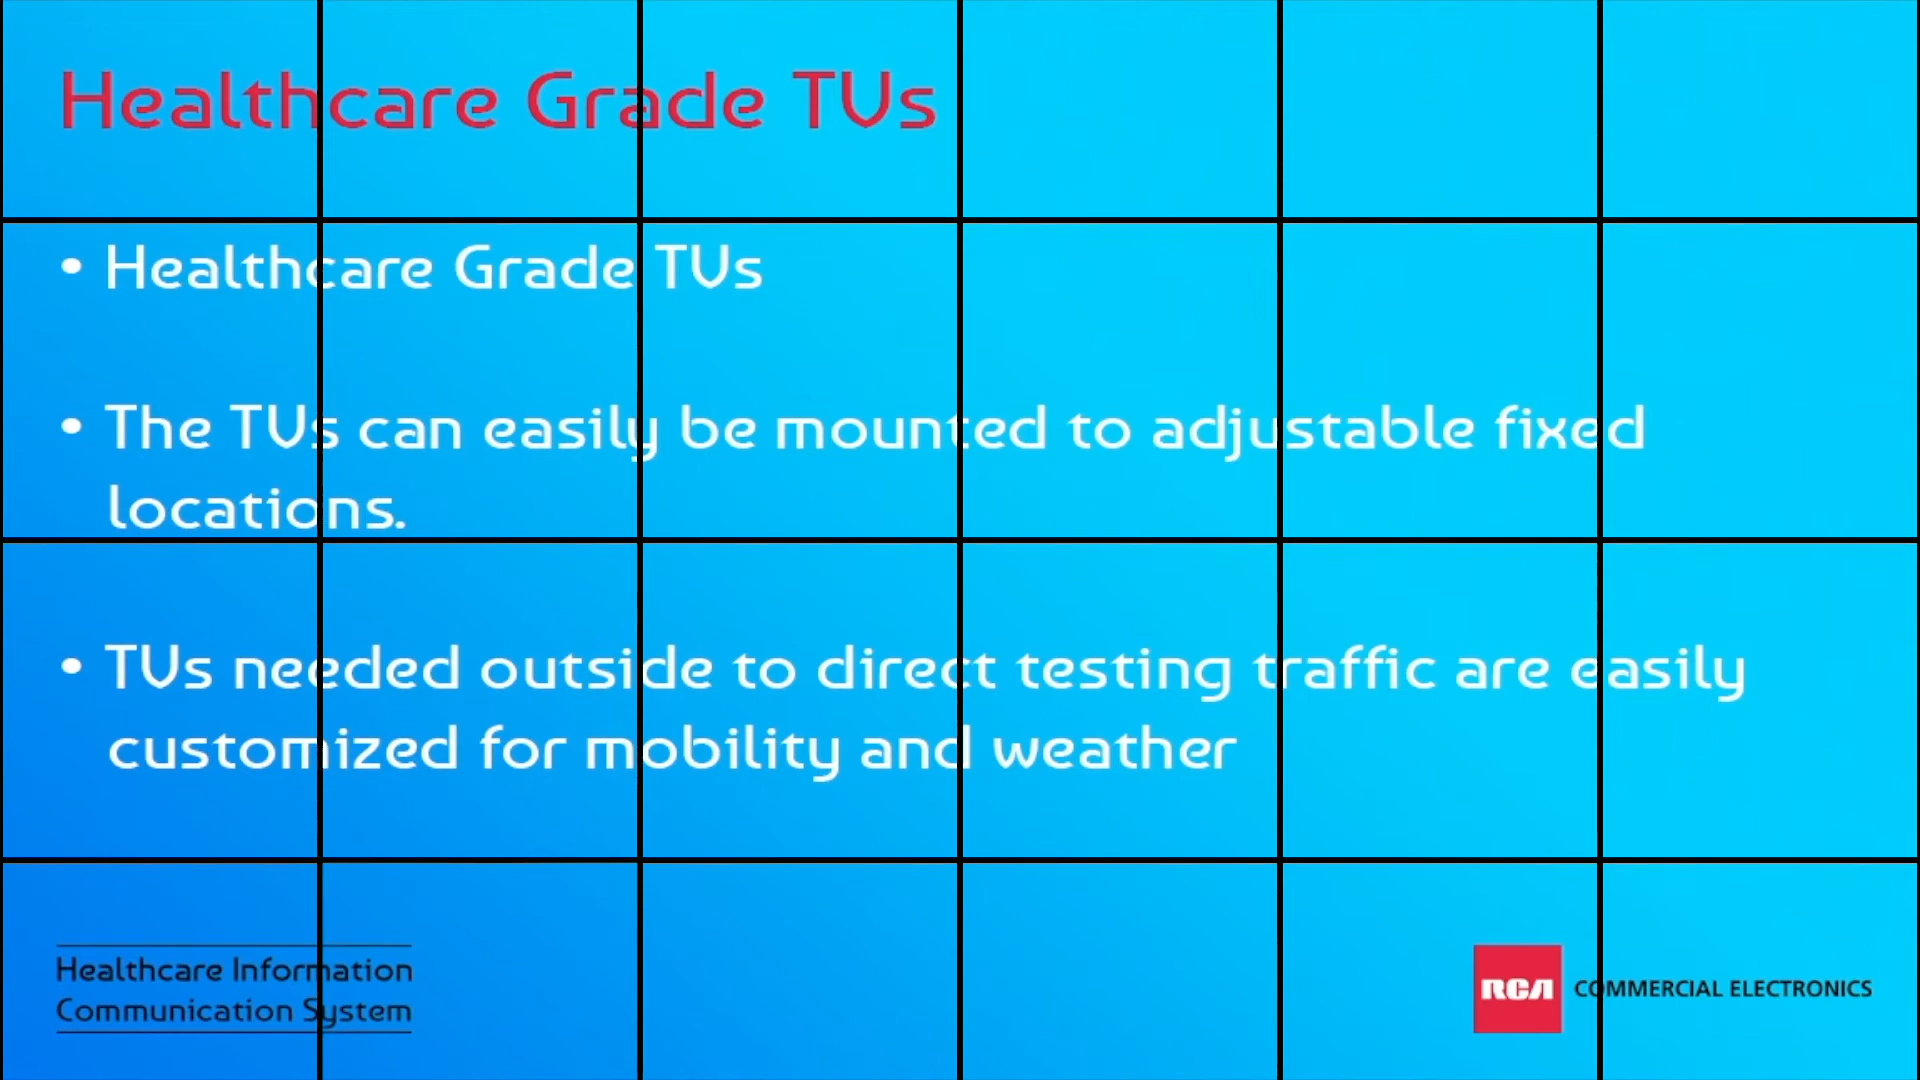 Healthcare Grade TVs
• Healthcare Grade TVs
• The TVs can easily be mounted to adjustable fixed
locations.
• TVs needed outside to direct testing traffic are easily
customized for mobility and weather
Healthcare Information
Communication System
RCA COMMERCIAL ELECTRONICS